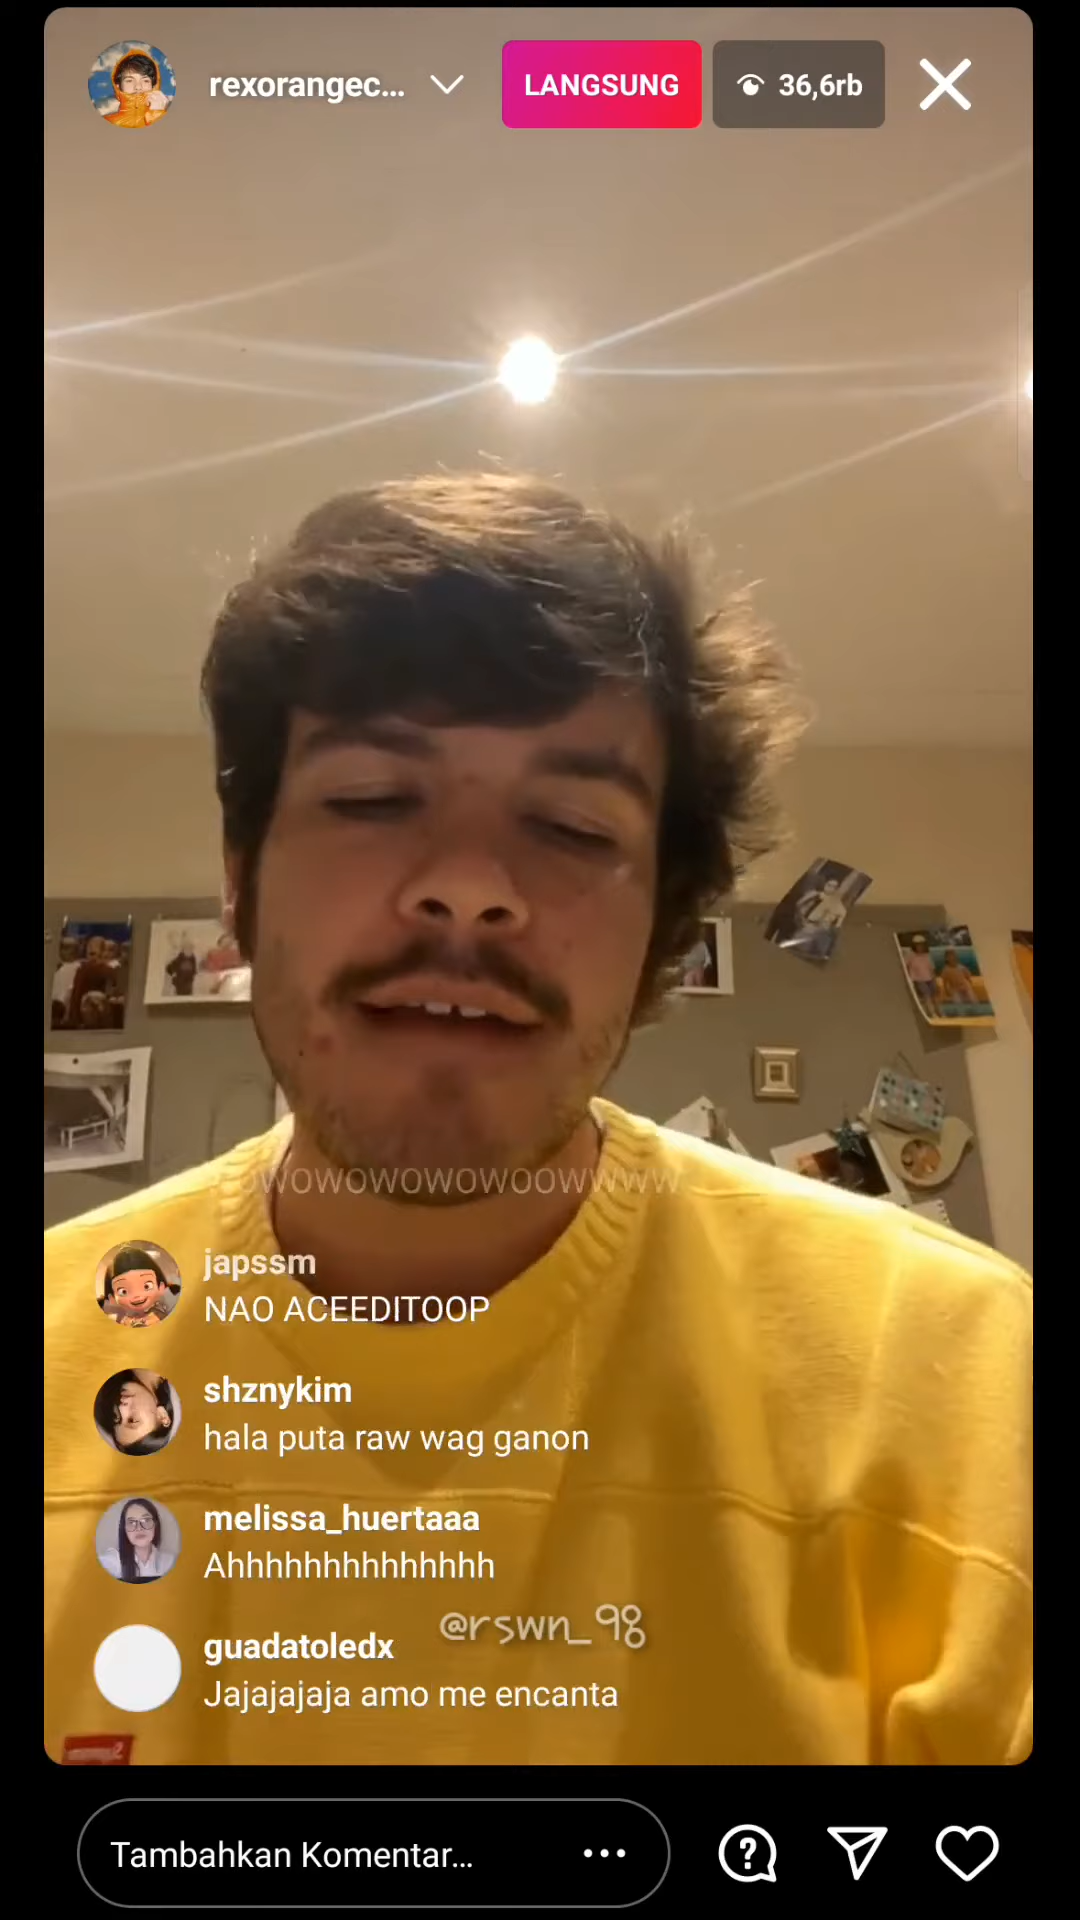 rexorangec...
LANGSUNG
36,6rb
OWOWOWOWOWOOWWWW
japssm
NAO ACEEDITOOP
shznykim
hala puta raw wag ganon
melissa_huertaaa
Ahhhhhhhhhhhhhh
@rswn_98
guadatoledx
Jajajajaja amo me encanta
Tambahkan Komentar...